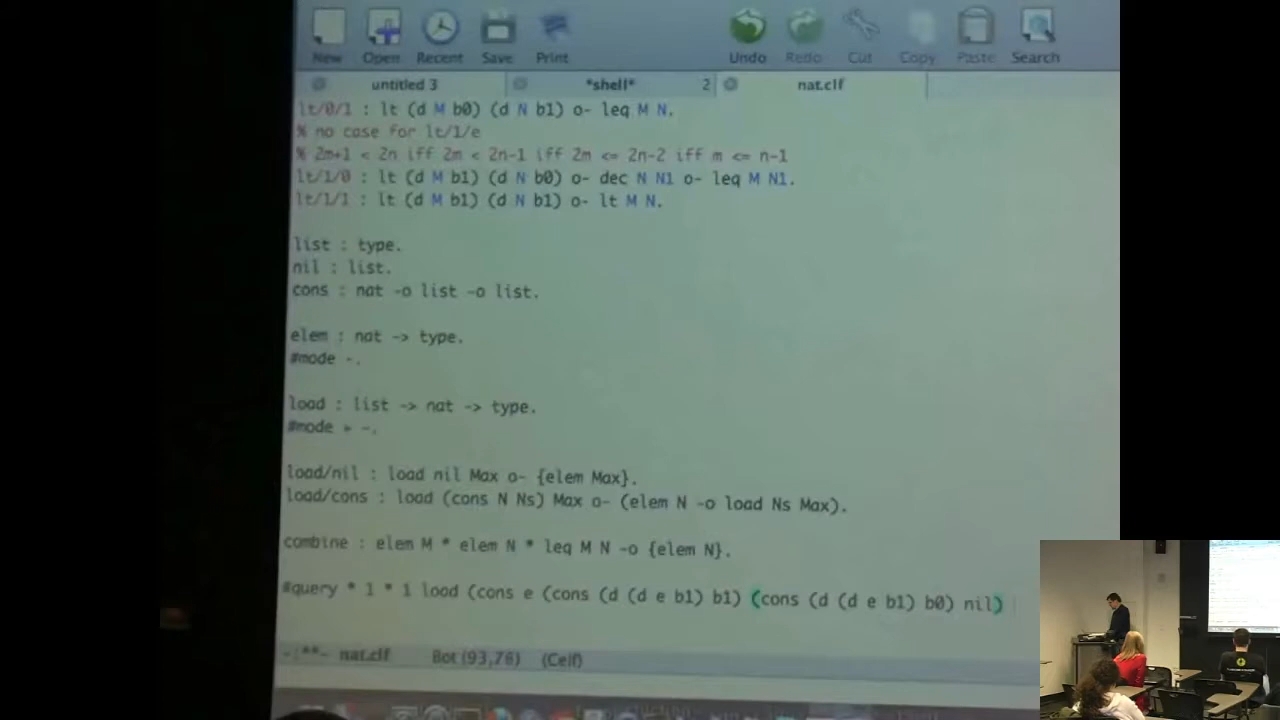 New Open Recent Save Print Undo Redo Cut Copy Paste Search
untitled 3 *shell* 2 nat.clf
lt/0/1 : lt (d M b0) (d N b1) o- leq M N.
% no case for lt/1/e
% 2m+1 < 2n iff 2m < 2n-1 iff 2m <= 2n-2 iff m <= n-1
lt/1/0 : lt (d M b1) (d N b0) o- dec N N1 o- leq M N1.
lt/1/1 : lt (d M b1) (d N b1) o- lt M N.
list : type.
nil : list.
cons : nat -o list -o list.
elem : nat -> type.
#mode -.
load : list -> nat -> type.
#mode + -.
load/nil : load nil Max o- {elem Max}.
load/cons : load (cons N Ns) Max o- (elem N -o load Ns Max).
combine : elem M * elem N * leq M N -o {elem N}.
#query * 1 * 1 load (cons e (cons (d (d e b1) b1) (cons (d (d e b1) b0) nil)
-:**- nat.clf Bot (93,76) (Celf)